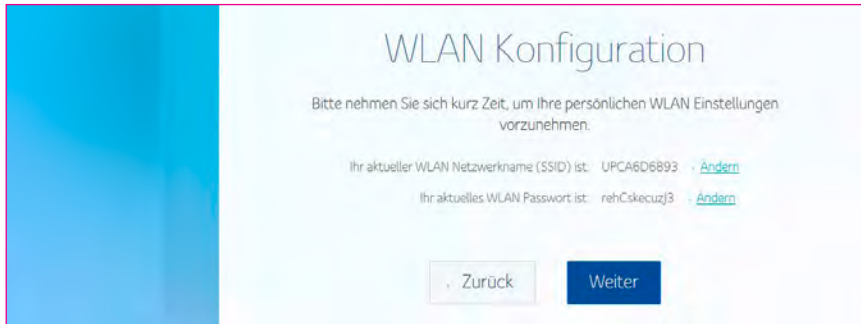 WLAN Konfiguration
Bitte nehmen Sie sich kurz Zeit, um Ihre persönlichen WLAN Einstellungen
vorzunehmen.
Ihr aktueller WLAN Netzwerkname (SSID) ist: UPCA6D6893 Ändern
Ihr aktuelles WLAN Passwort ist: rehCskecuzJ3 Ändern
Zurück Weiter